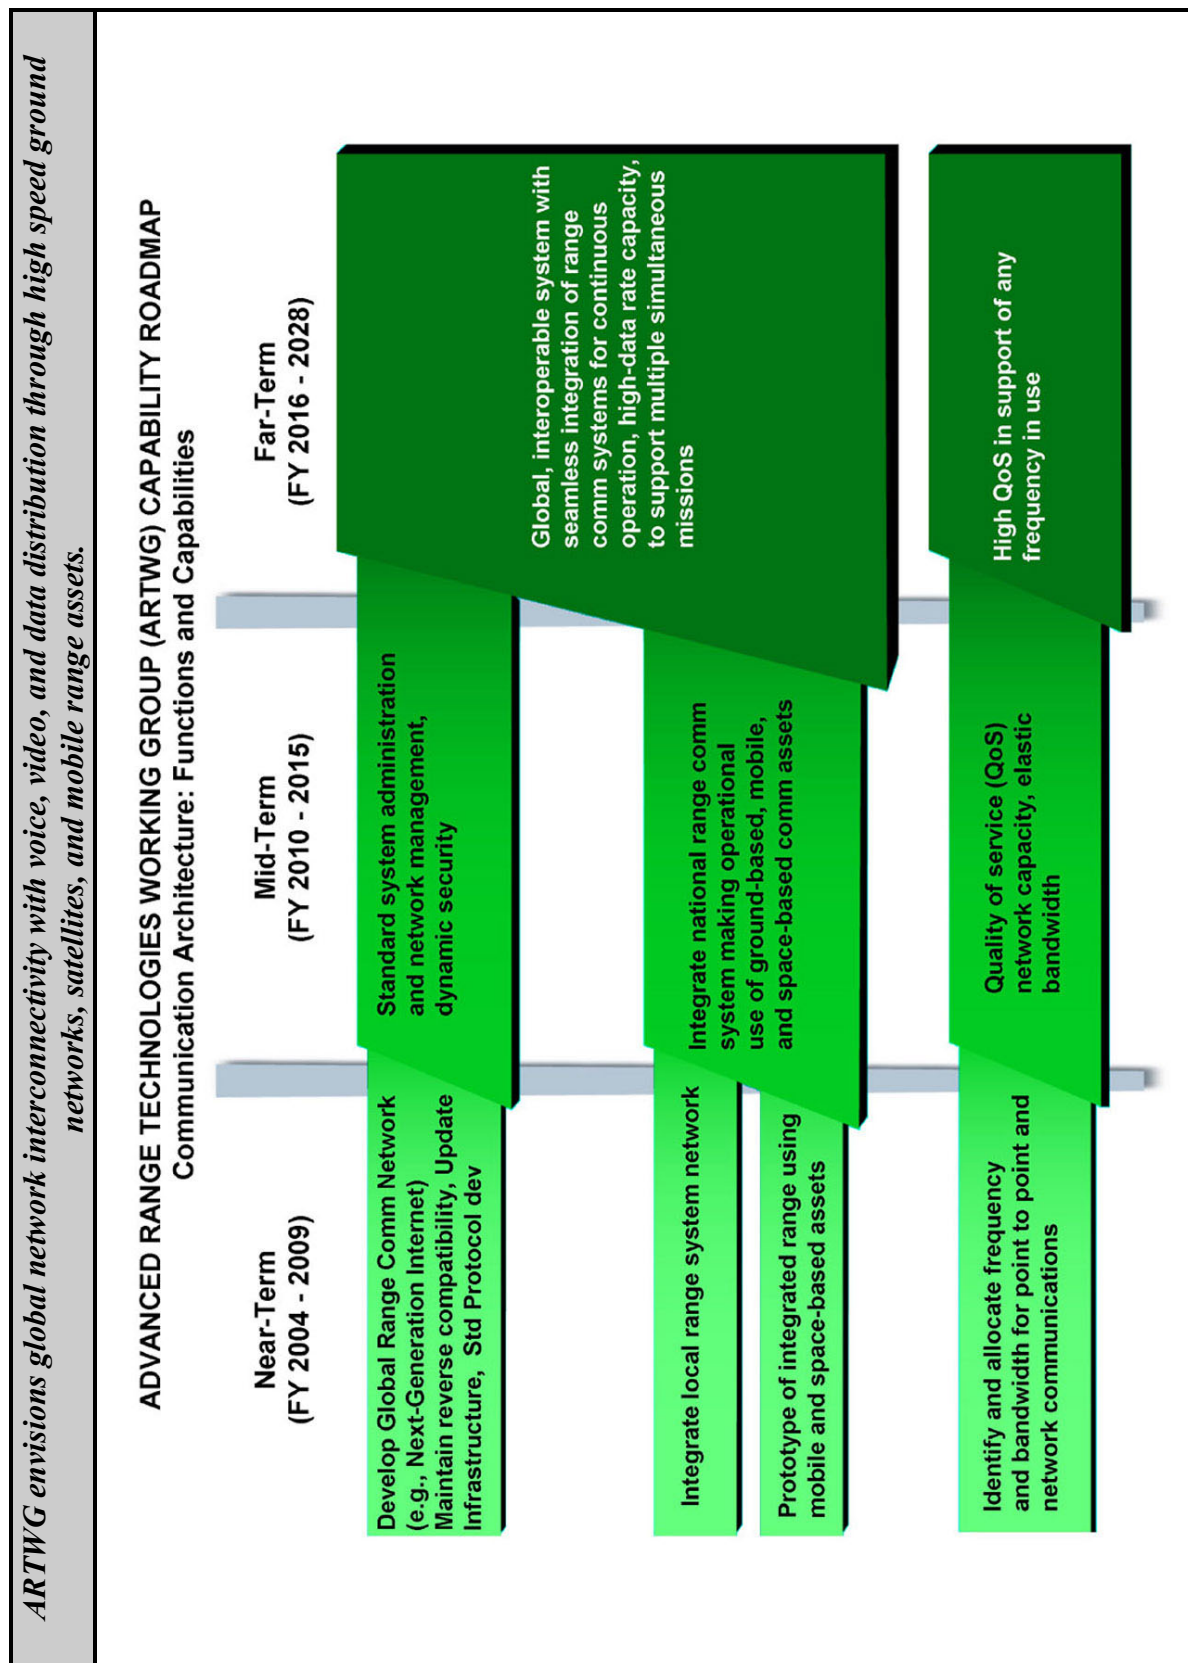 ARTWG envisions global network interconnectivity with voice, video, and data distribution through high speed ground
networks, satellites, and mobile range assets.
ADVANCED RANGE TECHNOLOGIES WORKING GROUP (ARTWG) CAPABILITY ROADMAP
Communication Architecture: Functions and Capabilities
Near-Term
(FY 2004 - 2009)
Mid-Term
(FY 2010 - 2015)
Far-Term
(FY 2016 - 2028)
Develop Global Range Comm Network
(e.g., Next-Generation Internet)
Maintain reverse compatibility, Update
Infrastructure, Std Protocol dev
Standard system administration
and network management,
dynamic security
Global, interoperable system with
seamless integration of range
comm systems for continuous
operation, high-data rate capacity,
to support multiple simultaneous
missions
Integrate local range system network
Prototype of integrated range using
mobile and space-based assets
Integrate national range comm
system making operational
use of ground-based, mobile,
and space-based comm assets
Identify and allocate frequency
and bandwidth for point to point and
network communications
Quality of service (QoS)
network capacity, elastic
bandwidth
High QoS in support of any
frequency in use